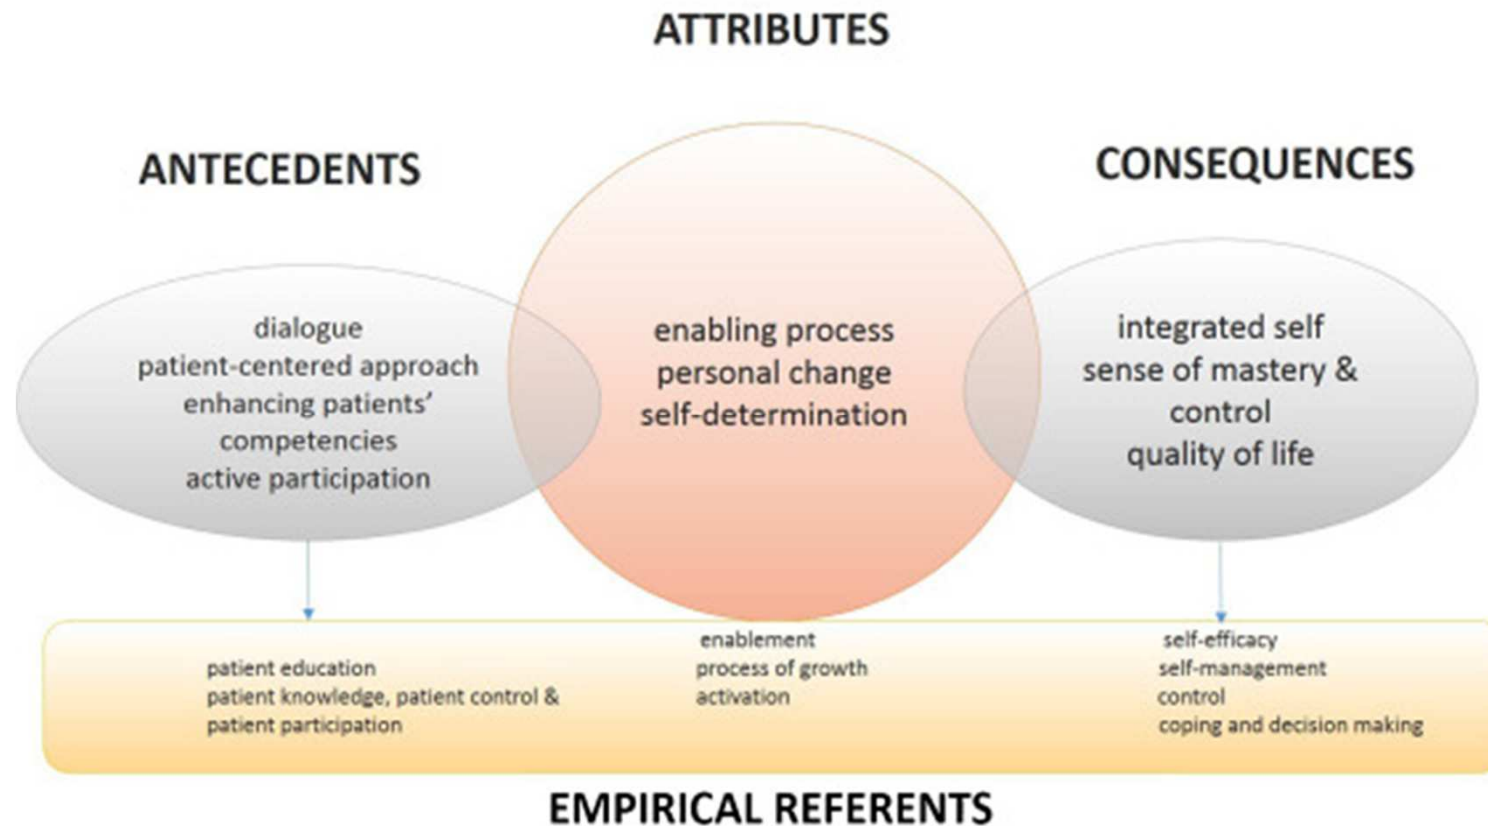 ATTRIBUTES
ANTECEDENTS
CONSEQUENCES
dialogue
patient-centered approach
enhancing patients’
competencies
active participation
enabling process
personal change
self-determination
integrated self
sense of mastery &
control
quality of life
patient education
patient knowledge, patient control &
patient participation
enablement
process of growth
activation
self-efficacy
self-management
control
coping and decision making
EMPIRICAL REFERENTS